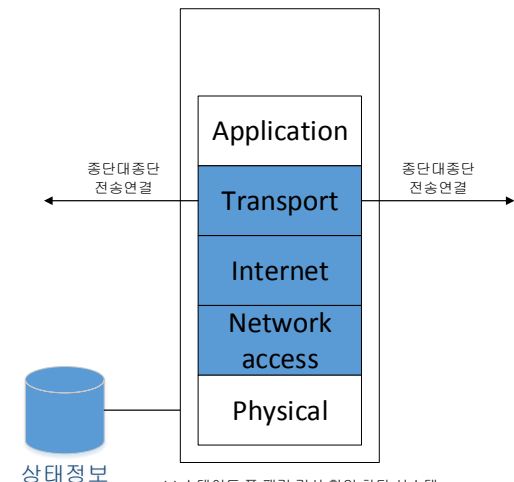 Application
종단대종단
전송연결
종단대종단
전송연결
Transport
Internet
Network
access
Physical
상태정보